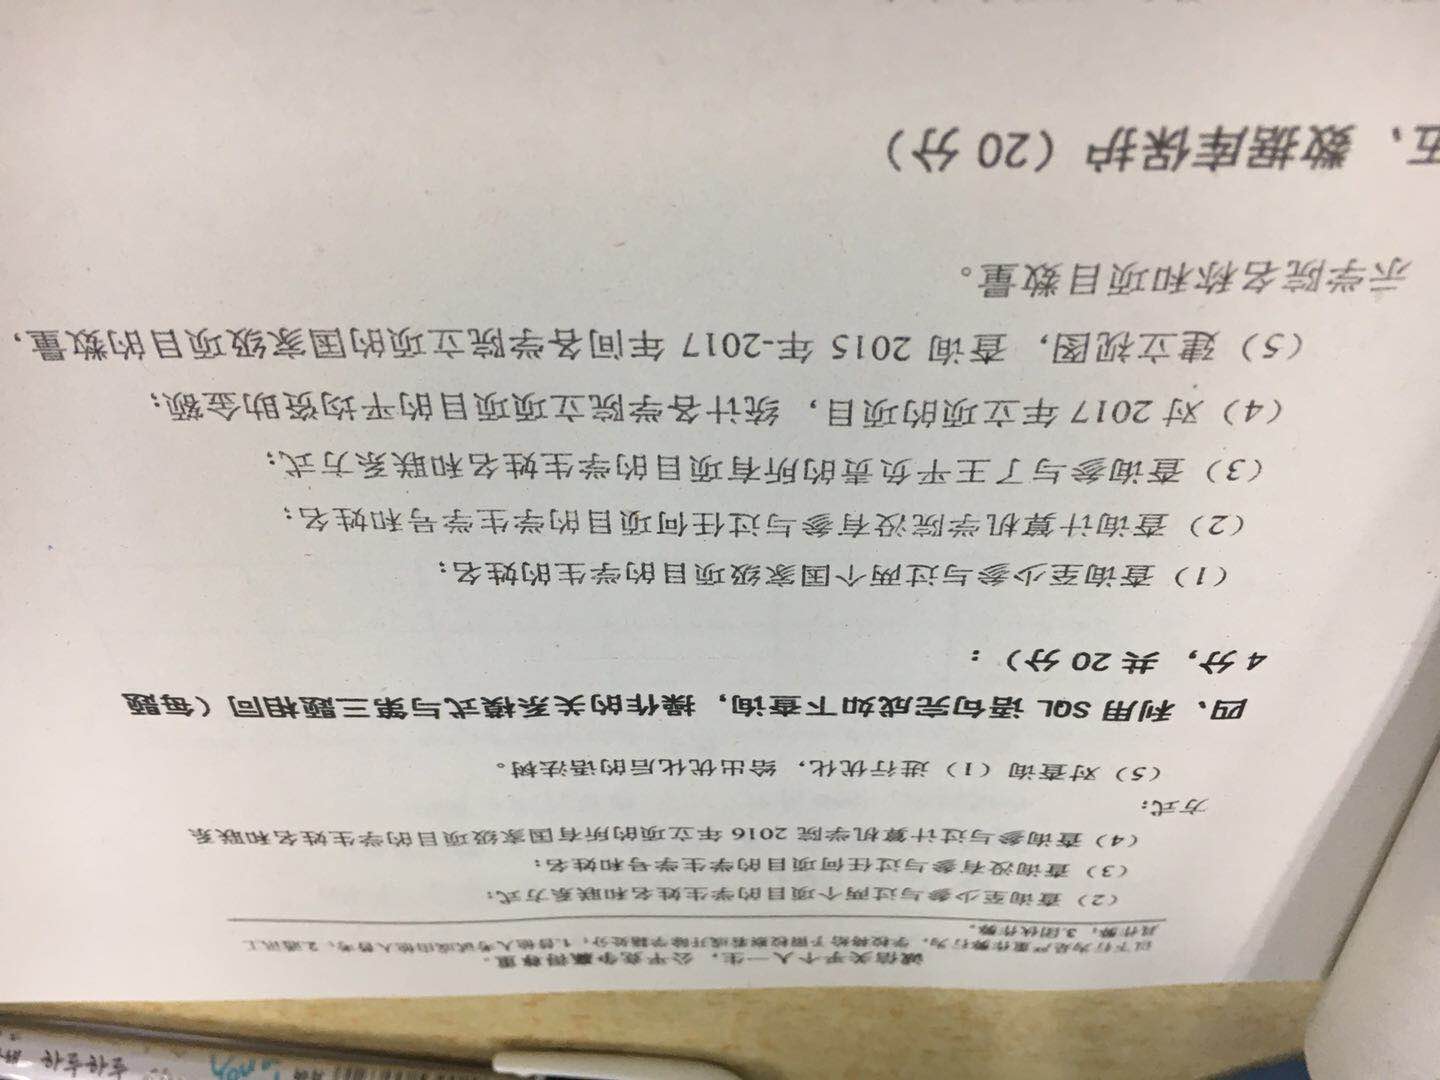 诚信关乎个人一生，公平竞争赢得尊重。
以下行为是严重作弊行为，学校将给予留校察看或开除学籍处分：1.替他人考试或由他人替考；2.通讯工
具作弊；3.团伙作弊。
（2）查询至少参与过两个项目的学生姓名和联系方式；
（3）查询没有参与过任何项目的学生学号和姓名；
（4）查询参与过计算机学院 2016 年立项的所有国家级项目的学生姓名和联系
方式；
（5）对查询（1）进行优化，给出优化后的语法树。
四、利用 SQL 语句完成如下查询，操作的关系模式与第三题相同（每题
4 分，共 20 分）：
（1）查询至少参与过两个国家级项目的学生的姓名；
（2）查询计算机学院没有参与过任何项目的学生学号和姓名；
（3）查询参与了王平负责的所有项目的学生姓名和联系方式；
（4）对 2017 年立项的项目，统计各学院立项项目的平均资助金额；
（5）建立视图，查询 2015 年-2017 年间各学院立项的国家级项目的数量，
示学院名称和项目数量。
五、数据库保护（20 分）